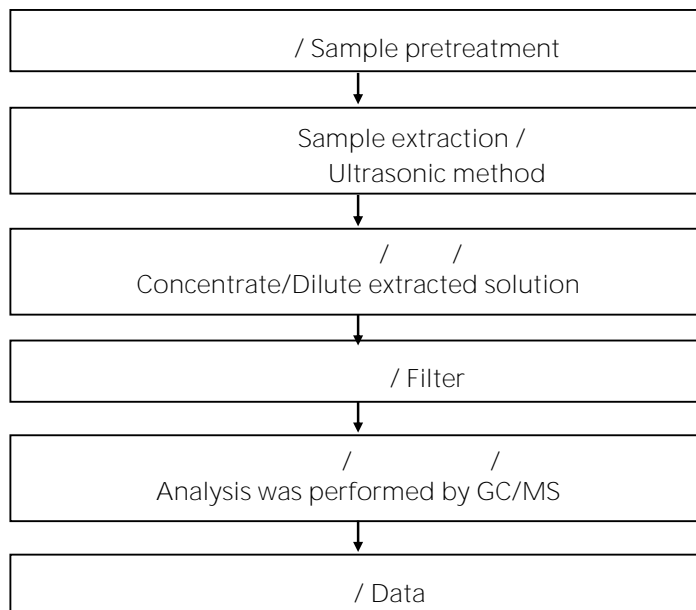 / Sample pretreatment
Sample extraction /
Ultrasonic method
/ /
Concentrate/Dilute extracted solution
/ Filter
/ /
Analysis was performed by GC/MS
/ Data